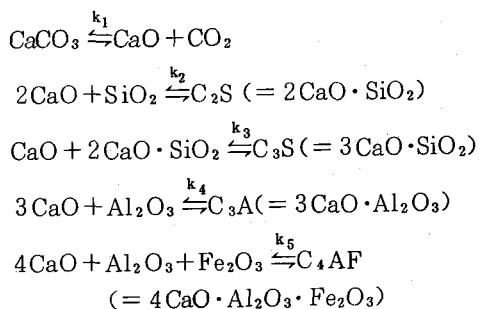 k₁
CaCO₃ ⇌ CaO + CO₂
k₂
2CaO + SiO₂ ⇌ C₂S (= 2CaO・SiO₂)
k₃
CaO + 2CaO・SiO₂ ⇌ C₃S (= 3CaO・SiO₂)
k₄
3CaO + Al₂O₃ ⇌ C₃A (= 3CaO・Al₂O₃)
k₅
4CaO + Al₂O₃ + Fe₂O₃ ⇌ C₄AF
(= 4CaO・Al₂O₃・Fe₂O₃)